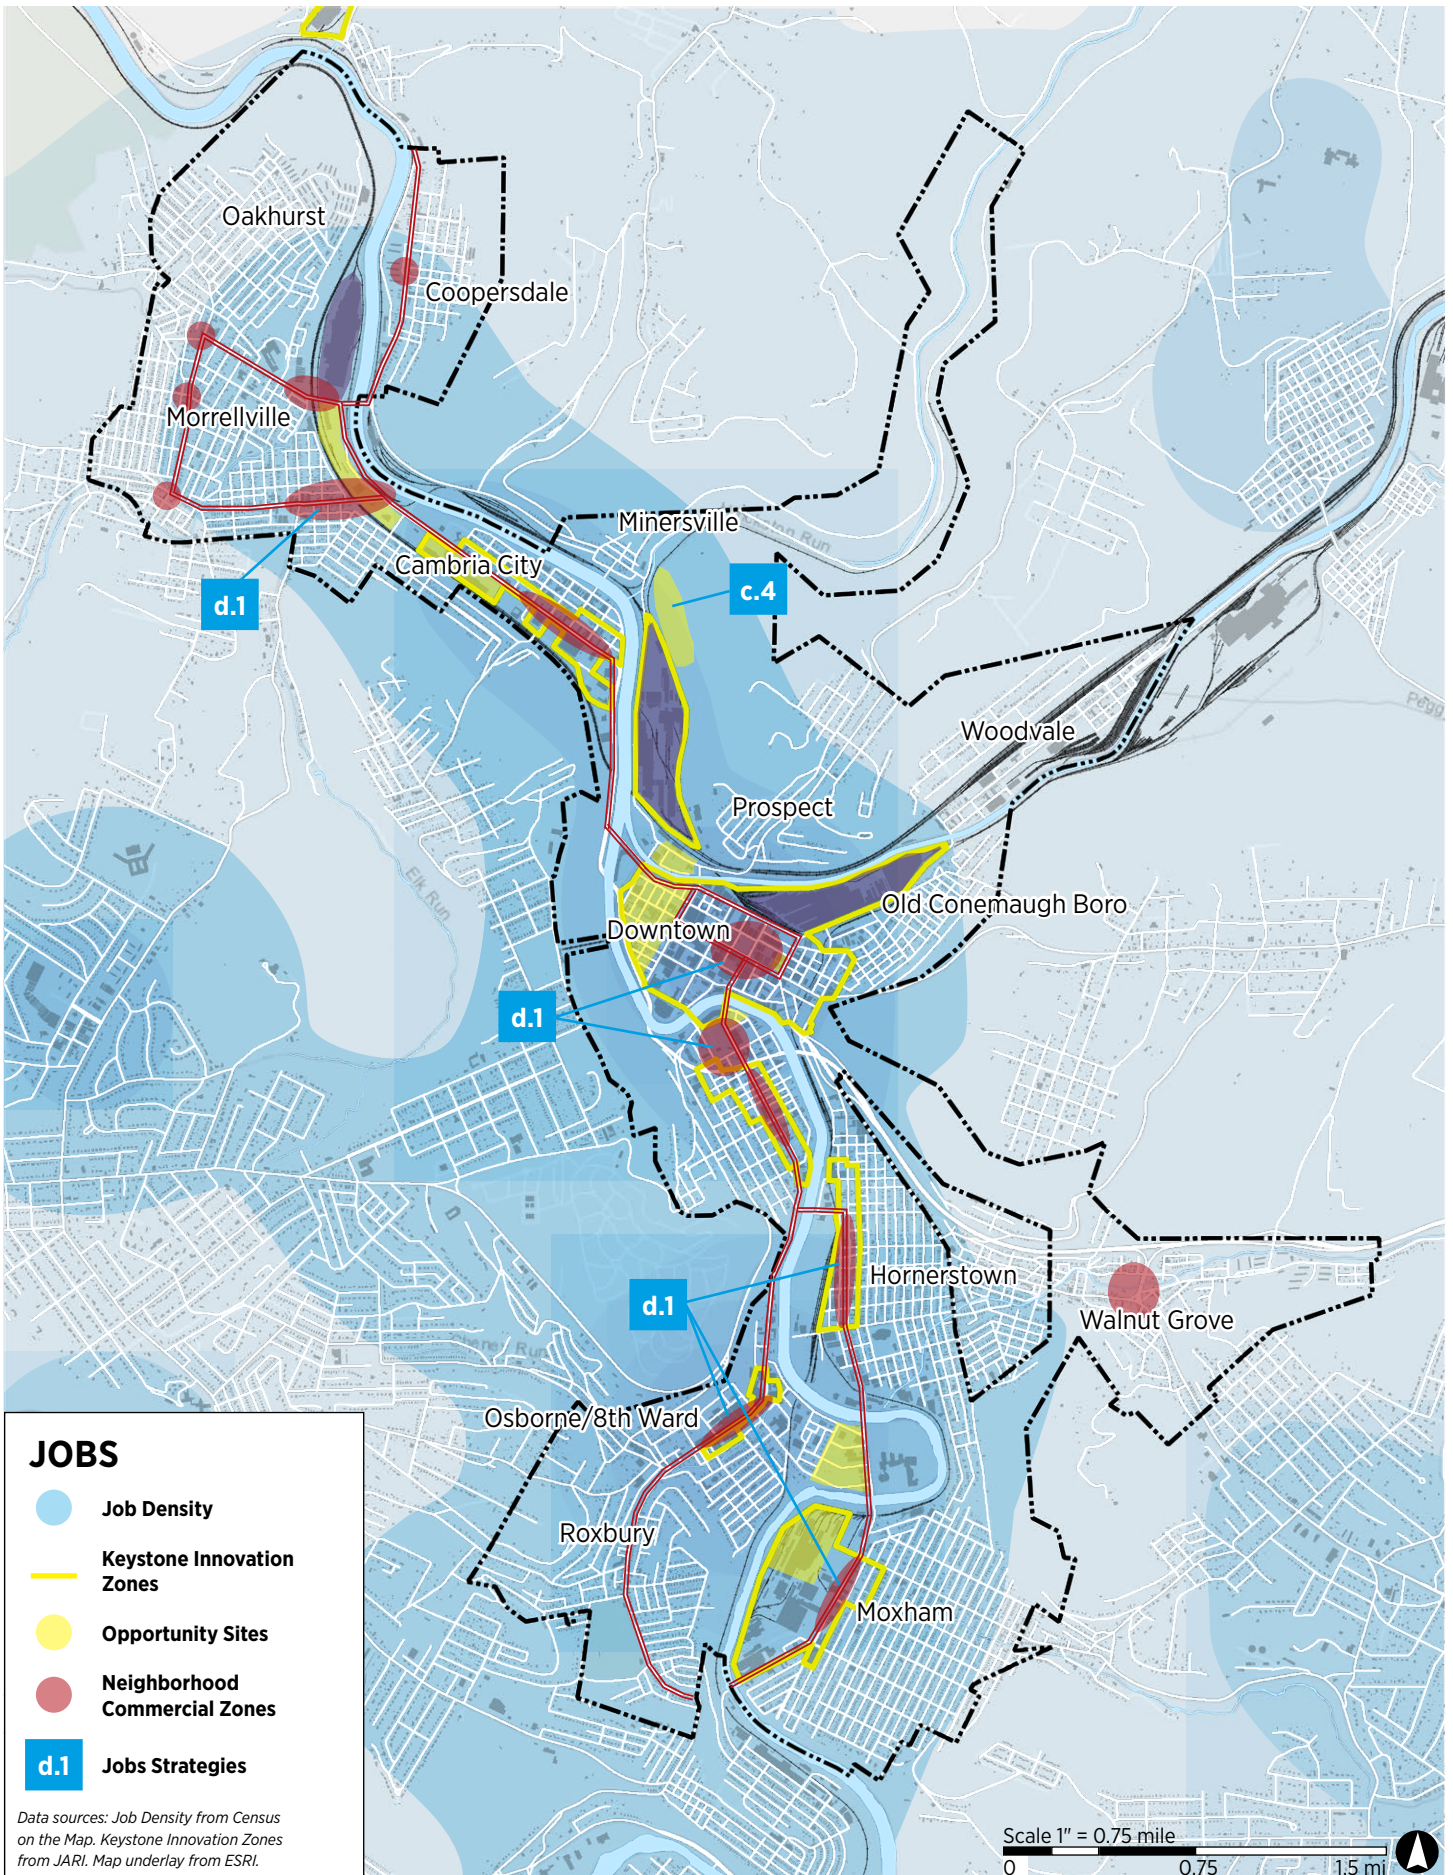 Oakhurst
Coopersdale
Morrellville
Minersville
Cambria City
d.1
c.4
Woodvale
Prospect
Elk Run
Old Conemaugh Boro
Downtown
d.1
Hornerstown
d.1
Walnut Grove
Osborne/8th Ward
Roxbury
Moxham
JOBS
Job Density
Keystone Innovation
Zones
Opportunity Sites
Neighborhood
Commercial Zones
d.1
Jobs Strategies
Data sources: Job Density from Census
on the Map. Keystone Innovation Zones
from JARI. Map underlay from ESRI.
Scale 1" = 0.75 mile
0 0.75 1.5 mi